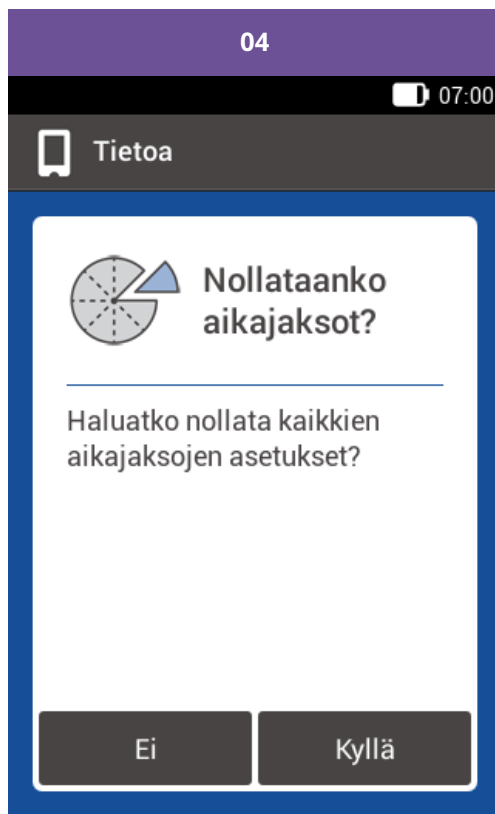 04
07:00
Tietoa
Nollataanko
aikajaksot?
Haluatko nollata kaikkien
aikajaksojen asetukset?
Ei
Kyllä